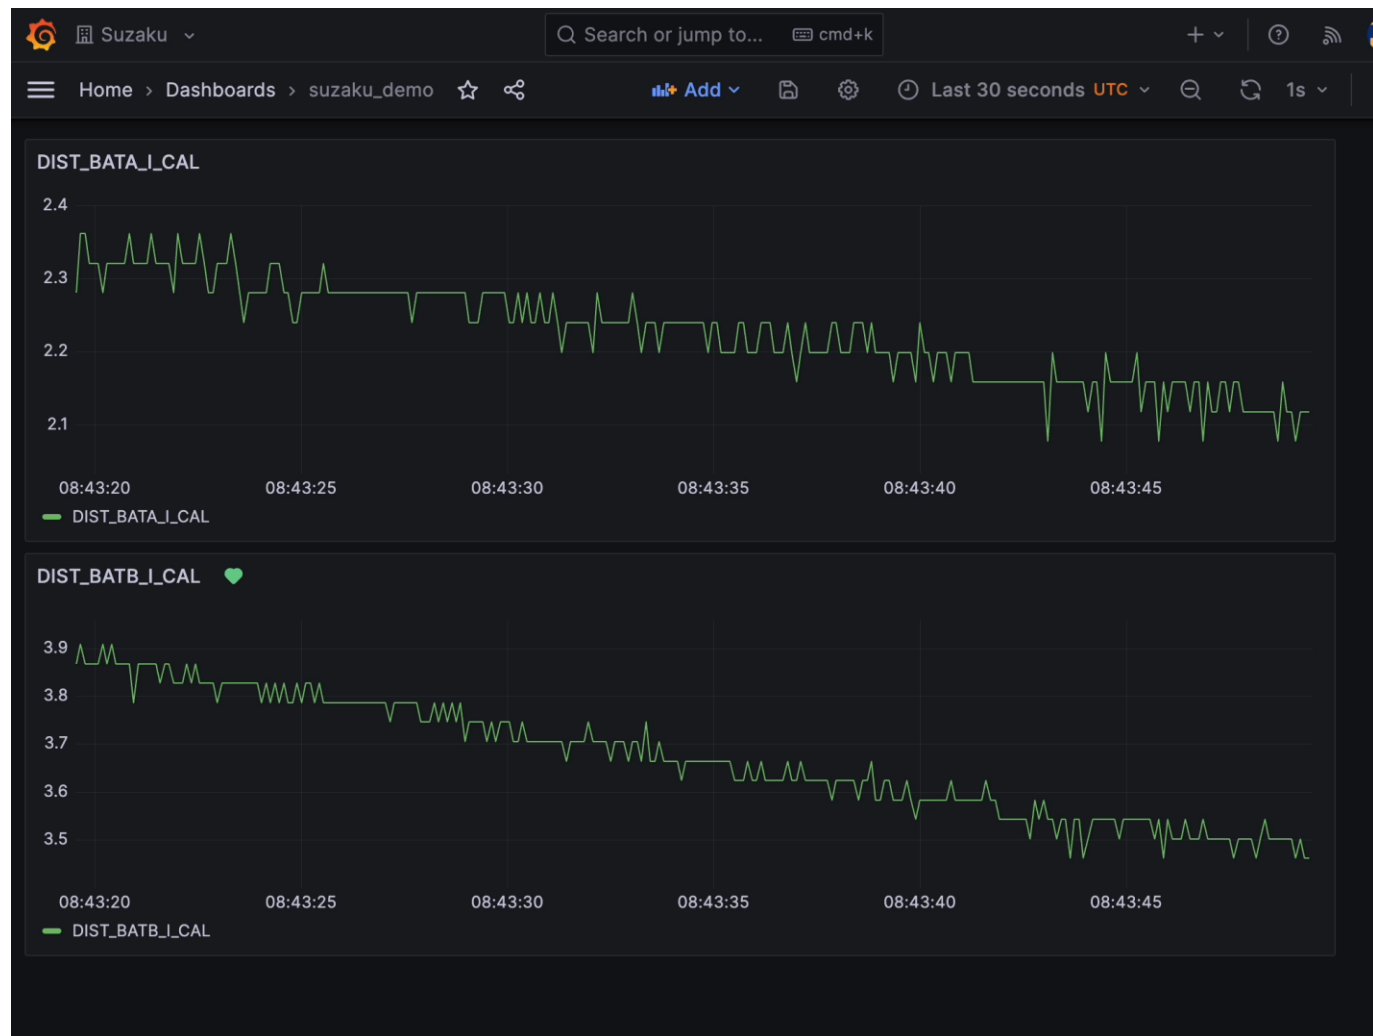 Suzaku Search or jump to... cmd+k
Home › Dashboards › suzaku_demo Add Last 30 seconds UTC 1s
DIST_BATA_I_CAL
2.4
2.3
2.2
2.1
08:43:20 08:43:25 08:43:30 08:43:35 08:43:40 08:43:45
DIST_BATA_I_CAL
DIST_BATB_I_CAL
3.9
3.8
3.7
3.6
3.5
08:43:20 08:43:25 08:43:30 08:43:35 08:43:40 08:43:45
DIST_BATB_I_CAL